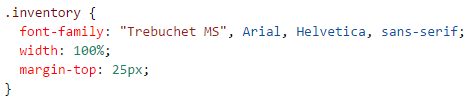 .inventory {
  font-family: "Trebuchet MS", Arial, Helvetica, sans-serif;
  width: 100%;
  margin-top: 25px;
}